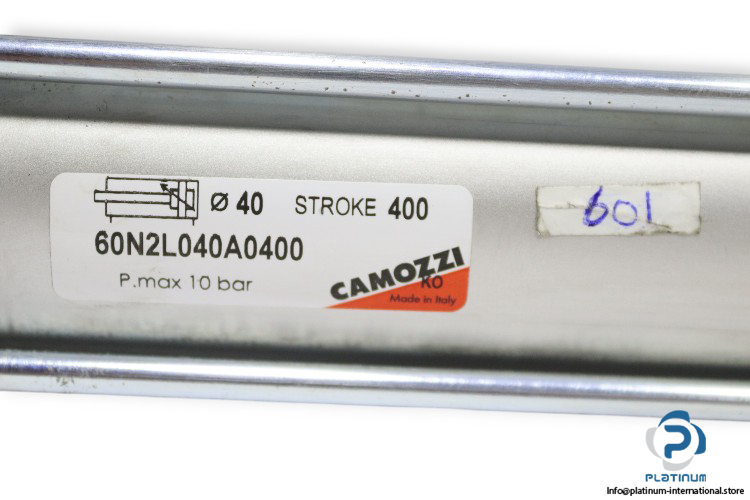 Ø 40 STROKE 400
60N2L040A0400
P.max 10 bar
CAMOZZI
KO
Made in Italy
601
PLATINUM
Info@platinum-international.store